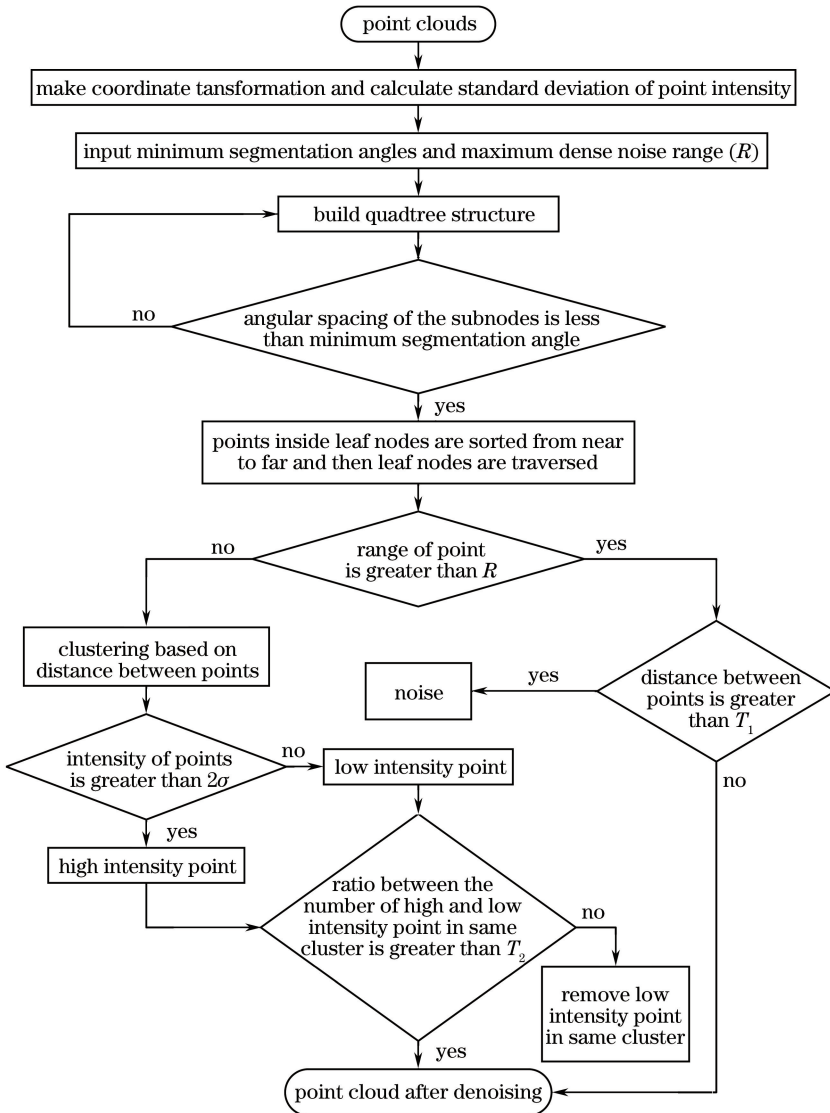 point clouds
make coordinate tansformation and calculate standard deviation of point intensity
input minimum segmentation angles and maximum dense noise range (R)
build quadtree structure
no
angular spacing of the subnodes is less
than minimum segmentation angle
yes
points inside leaf nodes are sorted from near
to far and then leaf nodes are traversed
no
range of point
is greater than R
yes
clustering based on
distance between points
noise
yes
distance between
points is greater
than T₁
intensity of points
is greater than 2σ
no
low intensity point
no
yes
high intensity point
ratio between the
number of high and low
intensity point in same
cluster is greater than T₂
no
remove low
intensity point
in same cluster
yes
point cloud after denoising